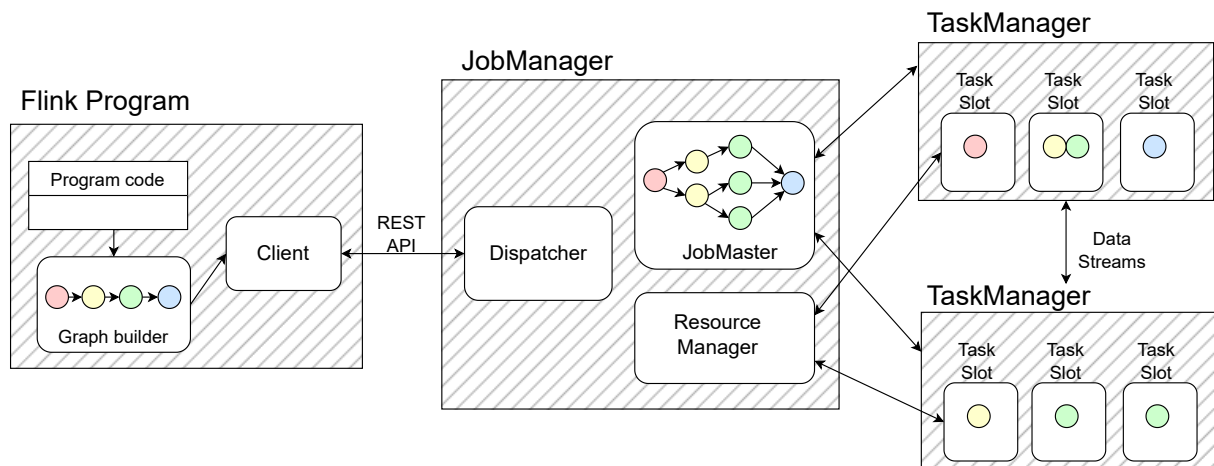 Flink Program
Program code
Graph builder
Client
REST
API
JobManager
Dispatcher
JobMaster
Resource
Manager
TaskManager
Task
Slot
Task
Slot
Task
Slot
Data
Streams
TaskManager
Task
Slot
Task
Slot
Task
Slot